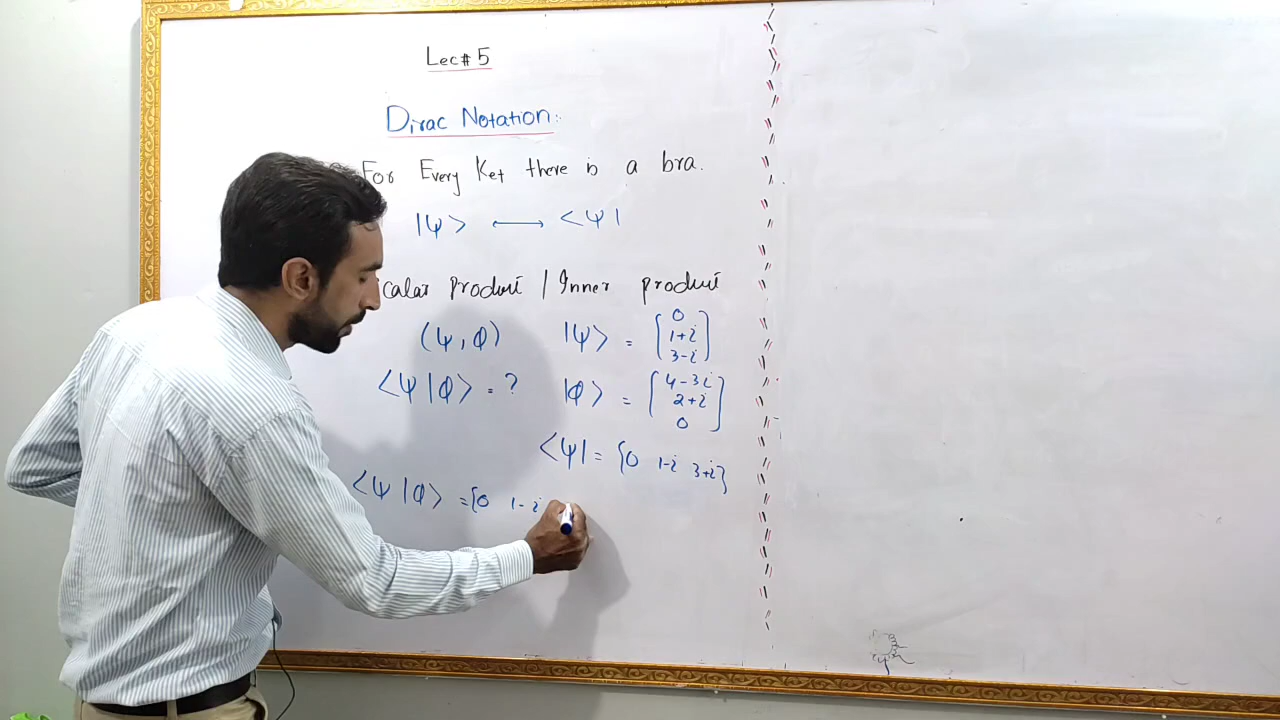 Lec# 5
Dirac Notation:
For Every Ket there is a bra.
|Ψ> ⟷ <Ψ|
calar Product / Inner product
(Ψ, Φ) |Ψ> = [0 1+i 3-i]
<Ψ|Φ> = ? |Φ> = [4-3i 2+i 0]
<Ψ| = {0 1-i 3+i}
<Ψ|Φ> = {0 1-i